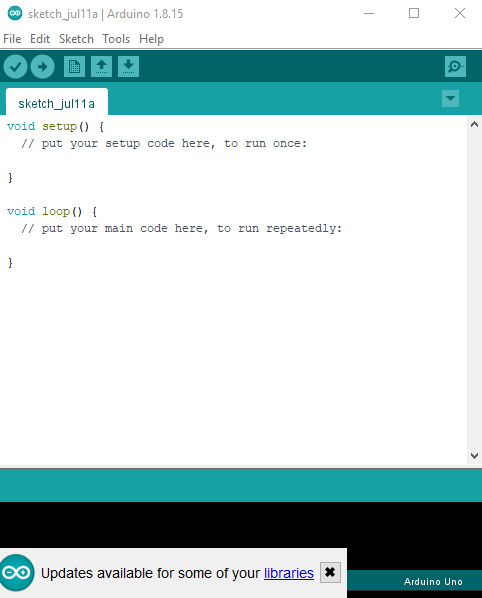 sketch_jul11a | Arduino 1.8.15
File Edit Sketch Tools Help
sketch_jul11a
void setup() {
  // put your setup code here, to run once:
}
void loop() {
  // put your main code here, to run repeatedly:
}
Updates available for some of your libraries
Arduino Uno